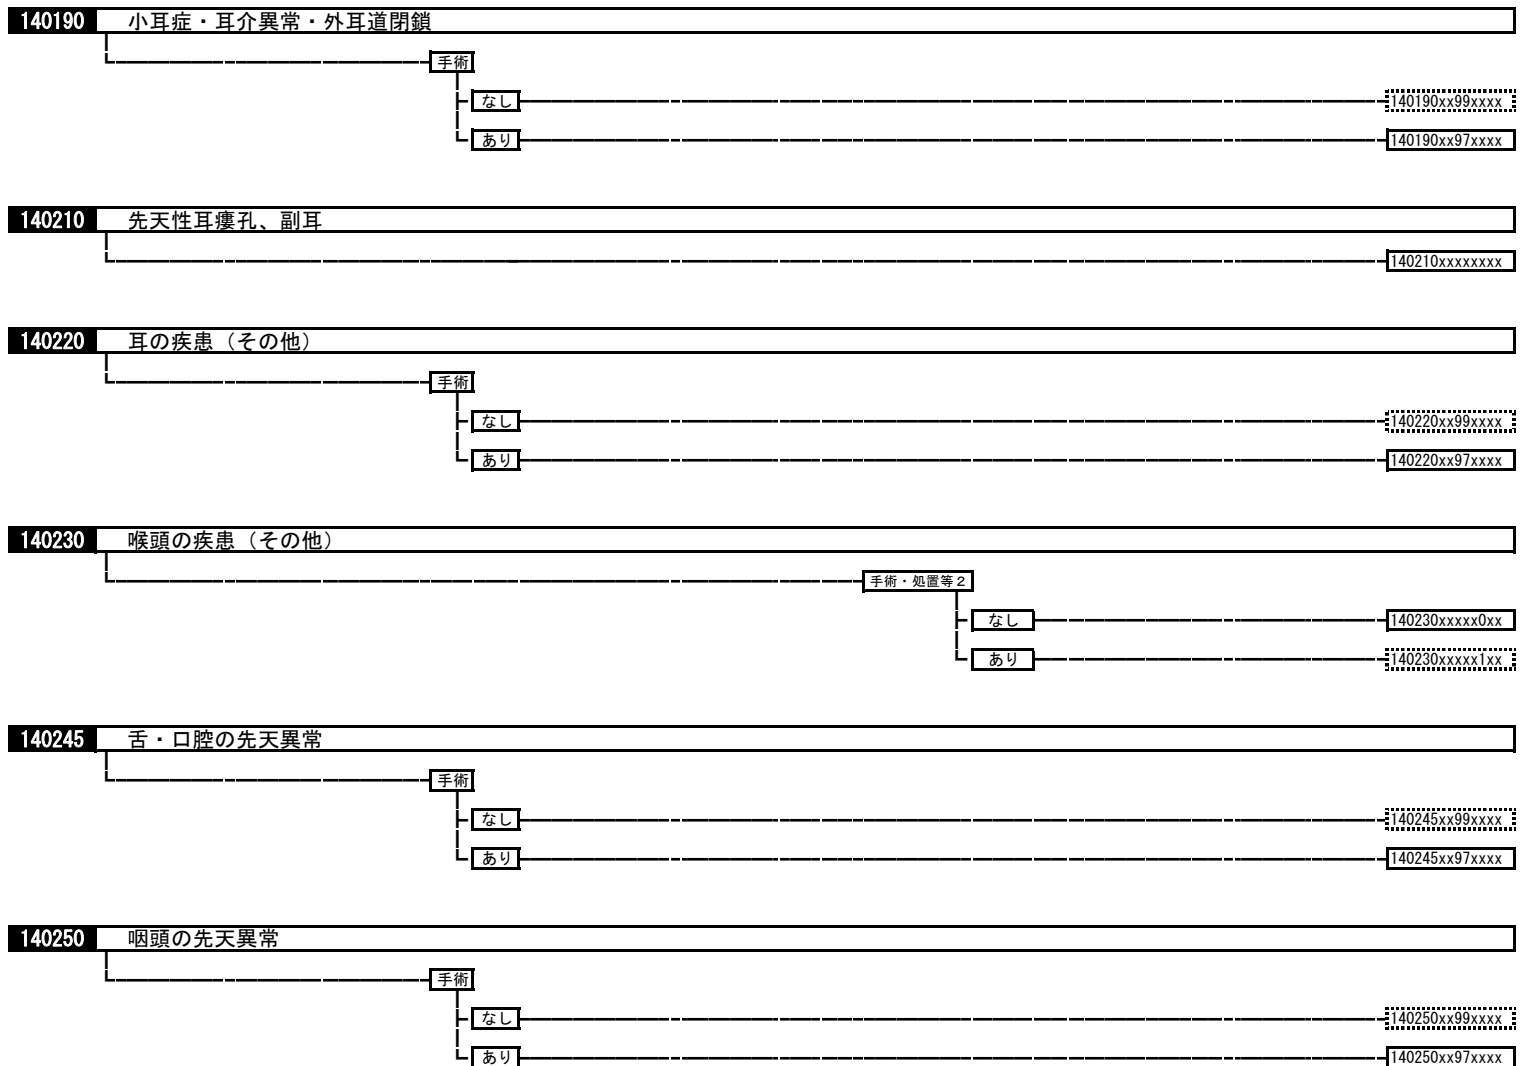 140190 小耳症・耳介異常・外耳道閉鎖
手術
なし 140190xx99xxxx
あり 140190xx97xxxx
140210 先天性耳瘻孔、副耳
140210xxxxxxxx
140220 耳の疾患（その他）
手術
なし 140220xx99xxxx
あり 140220xx97xxxx
140230 喉頭の疾患（その他）
手術・処置等２
なし 140230xxxxx0xx
あり 140230xxxxx1xx
140245 舌・口腔の先天異常
手術
なし 140245xx99xxxx
あり 140245xx97xxxx
140250 咽頭の先天異常
手術
なし 140250xx99xxxx
あり 140250xx97xxxx